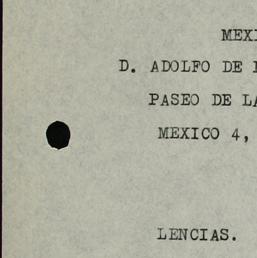 MEXI
D. ADOLFO DE
PASEO DE LA
MEXICO 4,
LENCIAS.